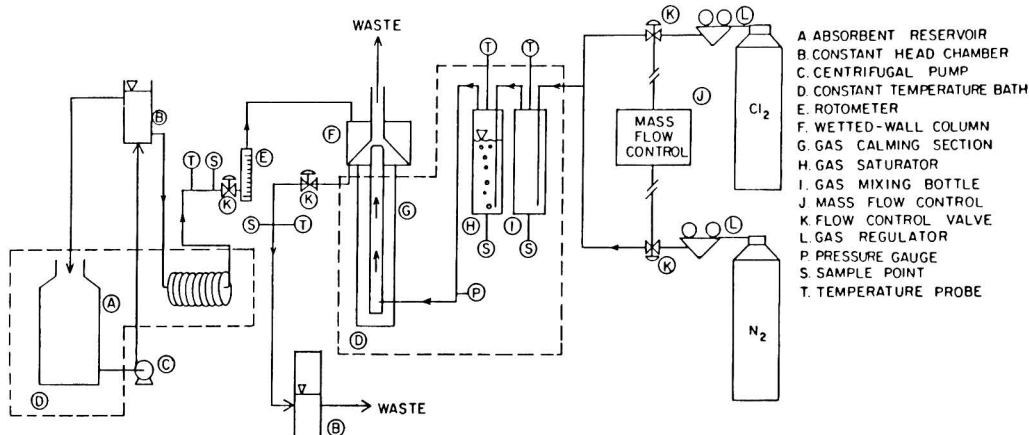 WASTE
K
L
T
T
J
Cl2
MASS
FLOW
CONTROL
B
T
S
E
K
F
K
G
S
T
H
I
S
S
K
L
P
A
C
D
D
B
WASTE
N2
A. ABSORBENT RESERVOIR
B. CONSTANT HEAD CHAMBER
C. CENTRIFUGAL PUMP
D. CONSTANT TEMPERATURE BATH
E. ROTOMETER
F. WETTED-WALL COLUMN
G. GAS CALMING SECTION
H. GAS SATURATOR
I. GAS MIXING BOTTLE
J. MASS FLOW CONTROL
K. FLOW CONTROL VALVE
L. GAS REGULATOR
P. PRESSURE GAUGE
S. SAMPLE POINT
T. TEMPERATURE PROBE